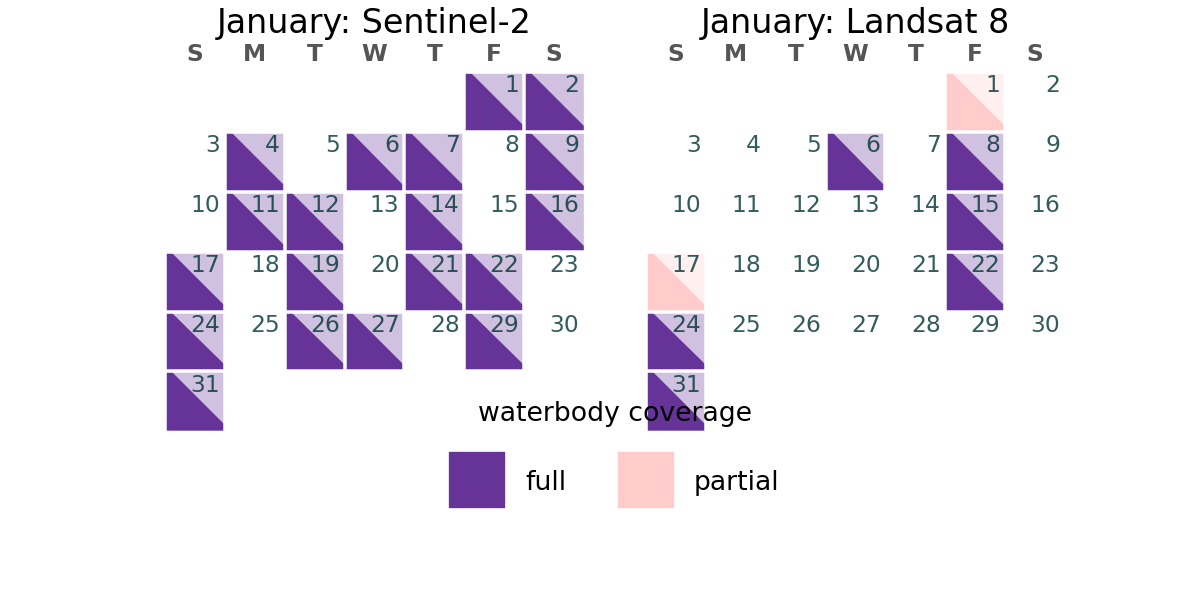 January: Sentinel-2
S M T W T F S
1 2
3 4 5 6 7 8 9
10 11 12 13 14 15 16
17 18 19 20 21 22 23
24 25 26 27 28 29 30
31
January: Landsat 8
S M T W T F S
1 2
3 4 5 6 7 8 9
10 11 12 13 14 15 16
17 18 19 20 21 22 23
24 25 26 27 28 29 30
31
waterbody coverage
full partial